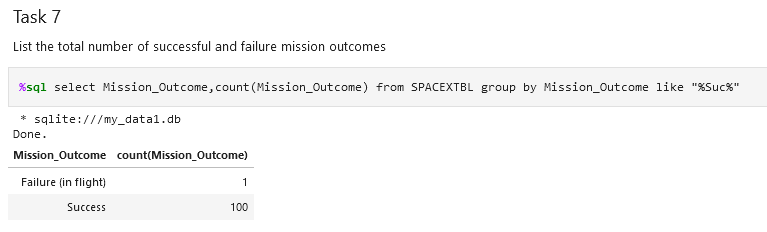 Task 7
List the total number of successful and failure mission outcomes
%sql select Mission_Outcome,count(Mission_Outcome) from SPACEXTBL group by Mission_Outcome like "%Suc%"
* sqlite:///my_data1.db
Done.
Mission_Outcome count(Mission_Outcome)
Failure (in flight) 1
Success 100